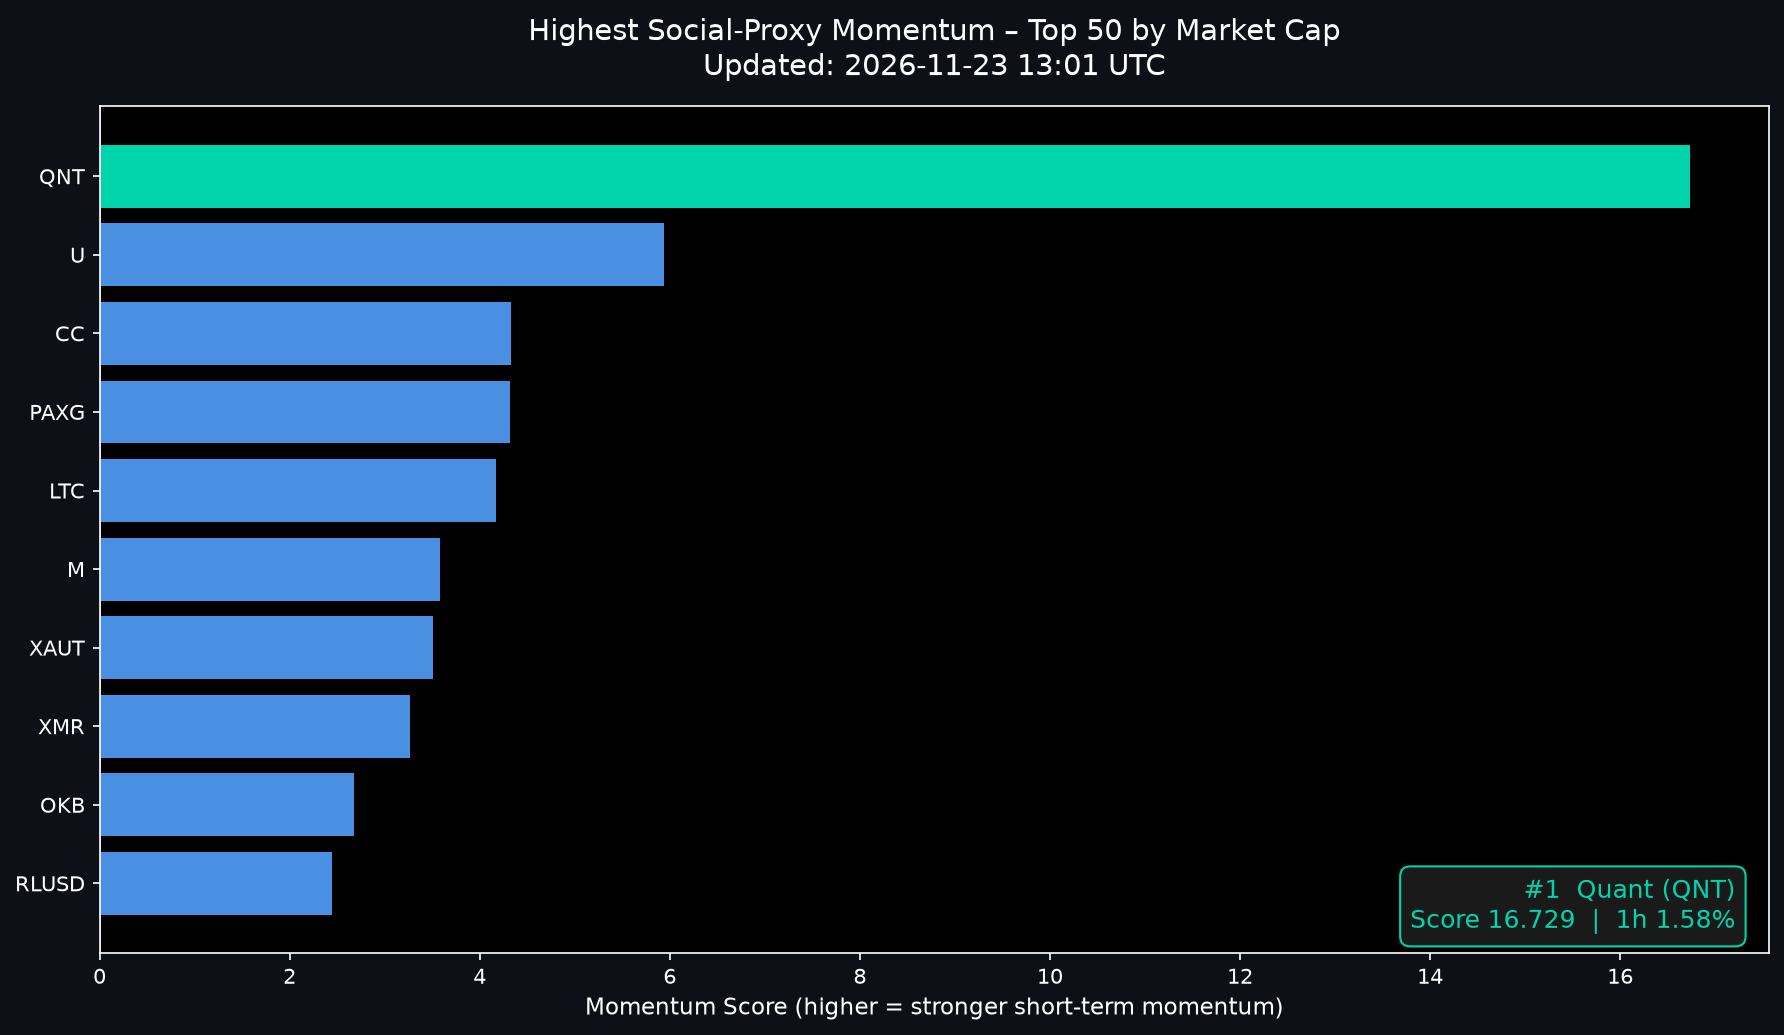 Highest Social-Proxy Momentum – Top 50 by Market Cap
Updated: 2026-11-23 13:01 UTC
QNT
U
CC
PAXG
LTC
M
XAUT
XMR
OKB
RLUSD
#1  Quant (QNT)
Score 16.729  |  1h 1.58%
0 2 4 6 8 10 12 14 16
Momentum Score (higher = stronger short-term momentum)